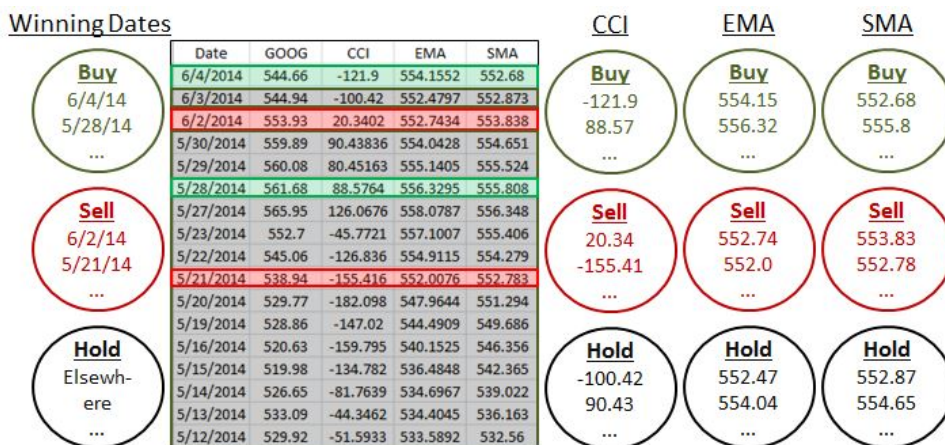 Winning Dates
Buy
6/4/14
5/28/14
...
Sell
6/2/14
5/21/14
...
Hold
Elsewh-
ere
...
Date GOOG CCI EMA SMA
6/4/2014 544.66 -121.9 554.1552 552.68
6/3/2014 544.94 -100.42 552.4797 552.873
6/2/2014 553.93 20.3402 552.7434 553.838
5/30/2014 559.89 90.43836 554.0428 554.651
5/29/2014 560.08 80.45163 555.1405 555.524
5/28/2014 561.68 88.5764 556.3295 555.808
5/27/2014 565.95 126.0676 558.0787 556.348
5/23/2014 552.7 -45.7721 557.1007 555.406
5/22/2014 545.06 -126.836 554.9115 554.279
5/21/2014 538.94 -155.416 552.0076 552.783
5/20/2014 529.77 -182.098 547.9644 551.294
5/19/2014 528.86 -147.02 544.4909 549.686
5/16/2014 520.63 -159.795 540.1525 546.356
5/15/2014 519.98 -134.782 536.4848 542.365
5/14/2014 526.65 -81.7639 534.6967 539.022
5/13/2014 533.09 -44.3462 534.4045 536.163
5/12/2014 529.92 -51.5933 533.5892 532.56
CCI
Buy
-121.9
88.57
...
Sell
20.34
-155.41
...
Hold
-100.42
90.43
...
EMA
Buy
554.15
556.32
...
Sell
552.74
552.0
...
Hold
552.47
554.04
...
SMA
Buy
552.68
555.8
...
Sell
553.83
552.78
...
Hold
552.87
554.65
...